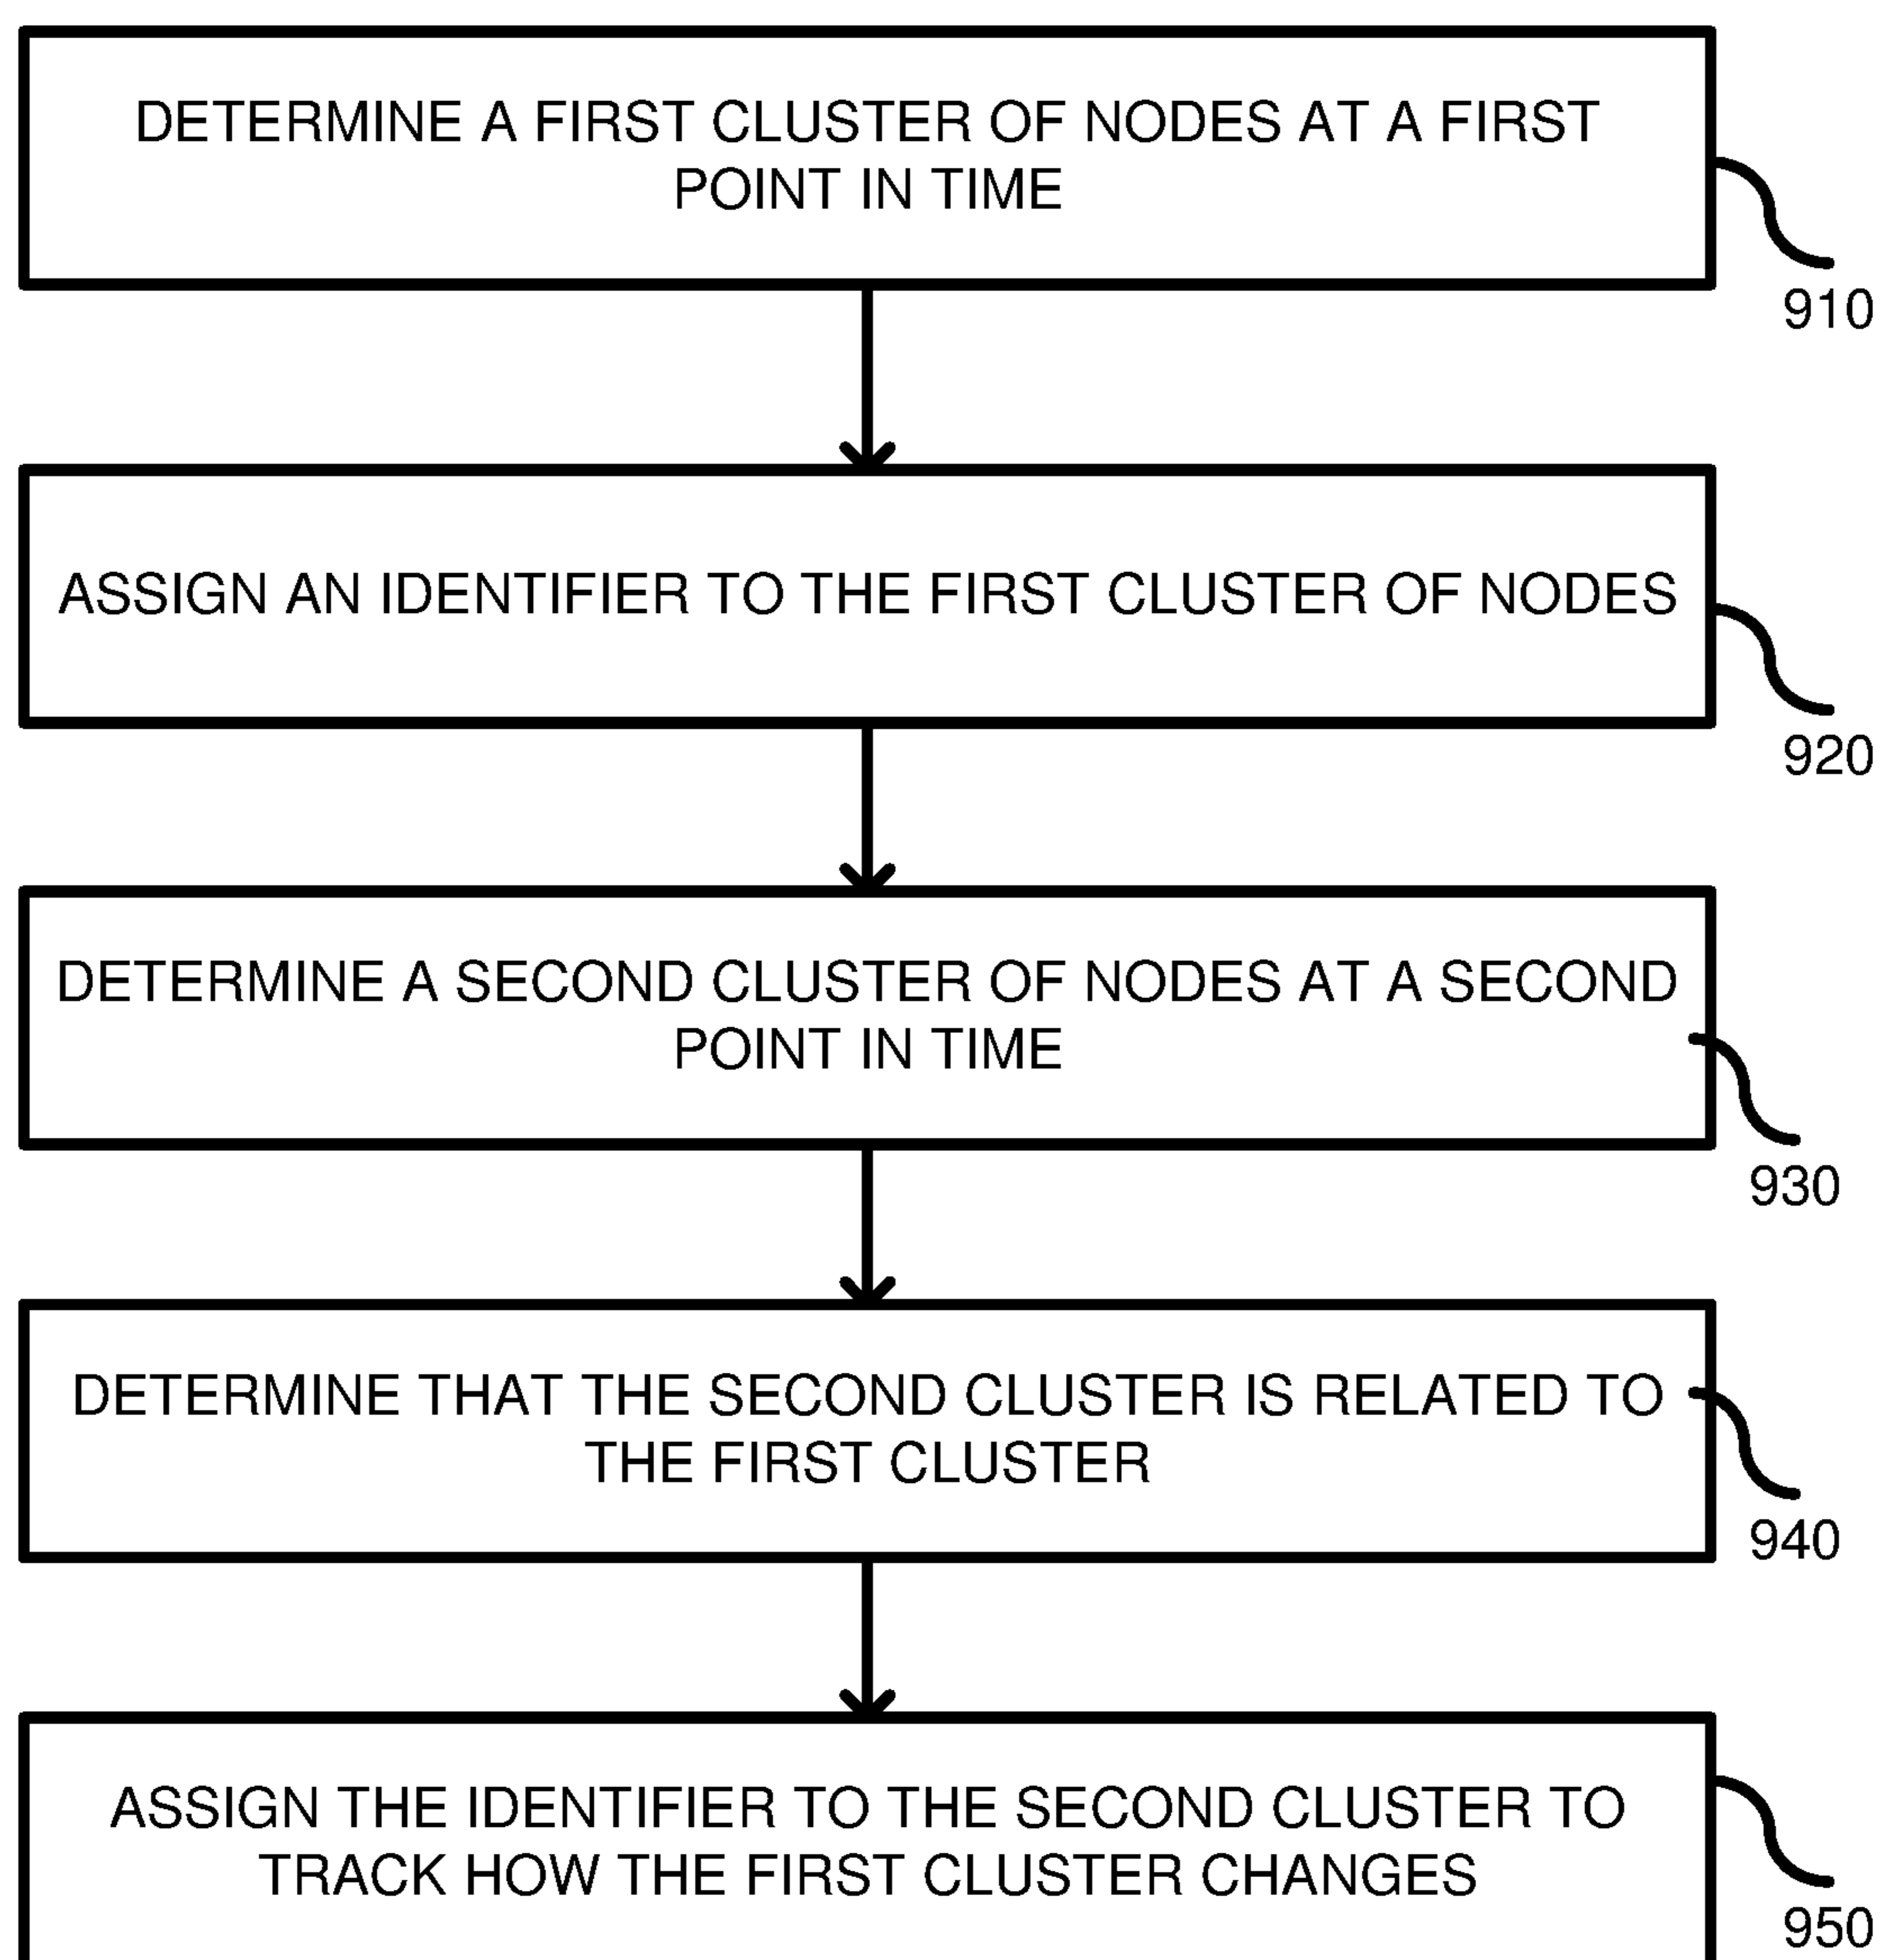 DETERMINE A FIRST CLUSTER OF NODES AT A FIRST
POINT IN TIME
910
ASSIGN AN IDENTIFIER TO THE FIRST CLUSTER OF NODES
920
DETERMINE A SECOND CLUSTER OF NODES AT A SECOND
POINT IN TIME
930
DETERMINE THAT THE SECOND CLUSTER IS RELATED TO
THE FIRST CLUSTER
940
ASSIGN THE IDENTIFIER TO THE SECOND CLUSTER TO
TRACK HOW THE FIRST CLUSTER CHANGES
950